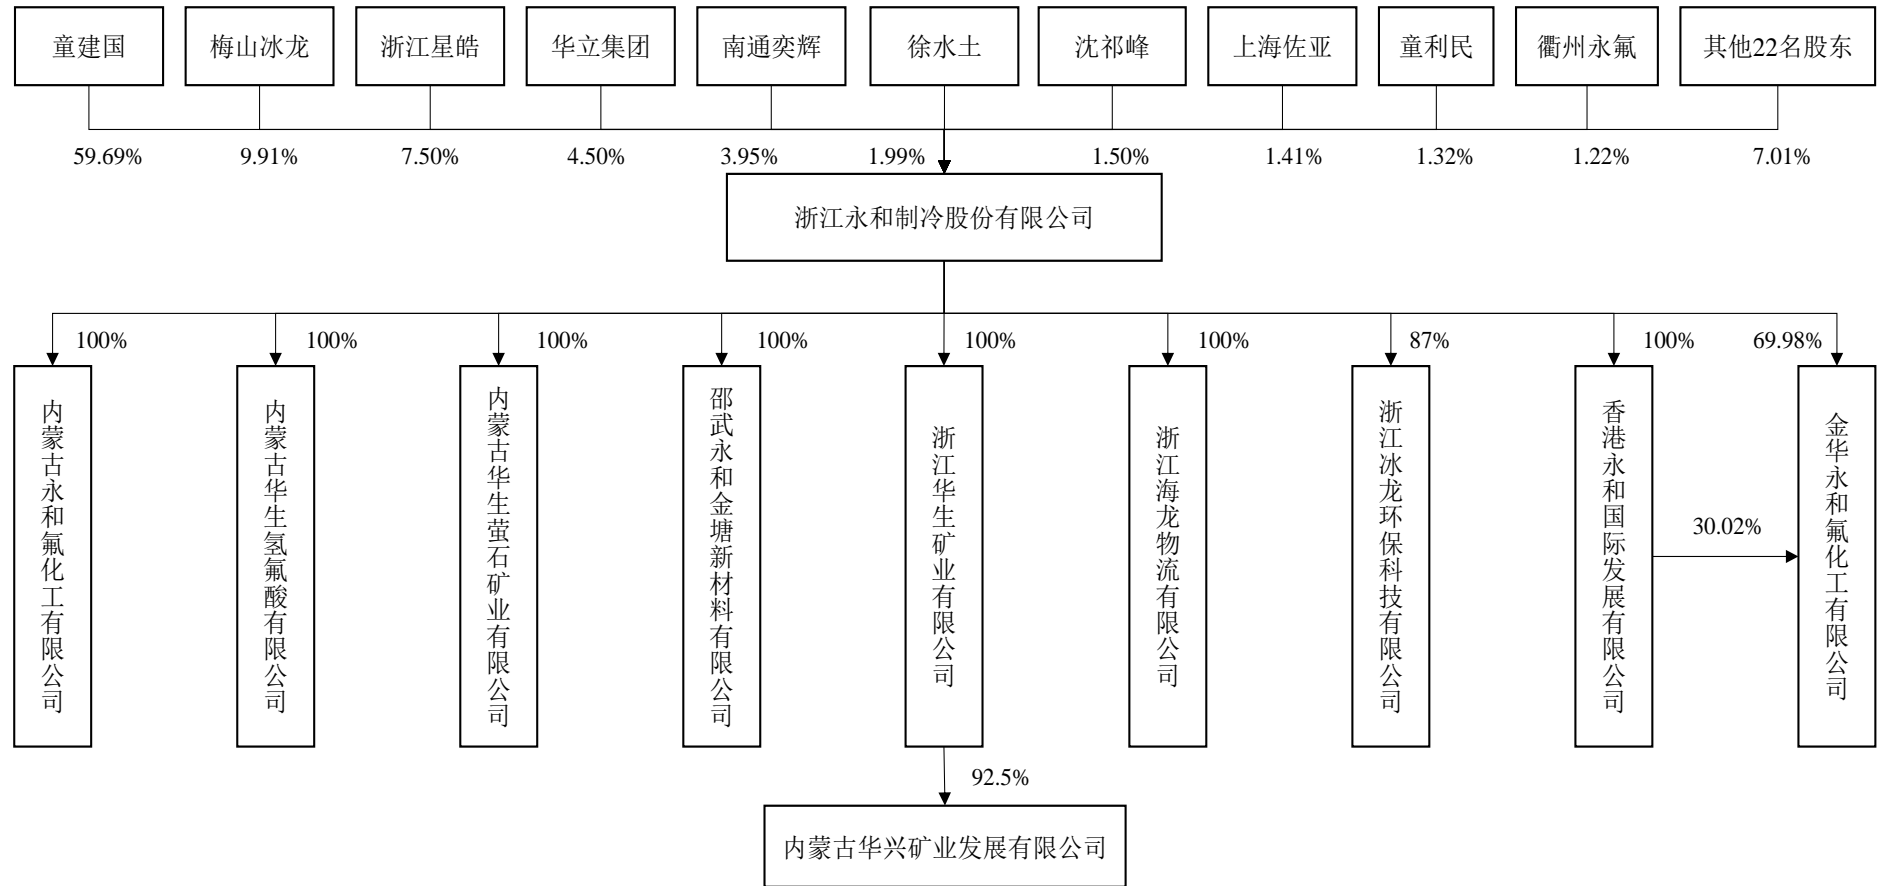 童建国
梅山冰龙
浙江星皓
华立集团
南通奕辉
徐水土
沈祁峰
上海佐亚
童利民
衢州永氟
其他22名股东
59.69%
9.91%
7.50%
4.50%
3.95%
1.99%
1.50%
1.41%
1.32%
1.22%
7.01%
浙江永和制冷股份有限公司
100%
100%
100%
100%
100%
100%
87%
100%
69.98%
内蒙古永和氟化工有限公司
内蒙古华生氢氟酸有限公司
内蒙古华生萤石矿业有限公司
邵武永和金塘新材料有限公司
浙江华生矿业有限公司
浙江海龙物流有限公司
浙江冰龙环保科技有限公司
香港永和国际发展有限公司
30.02%
金华永和氟化工有限公司
92.5%
内蒙古华兴矿业发展有限公司